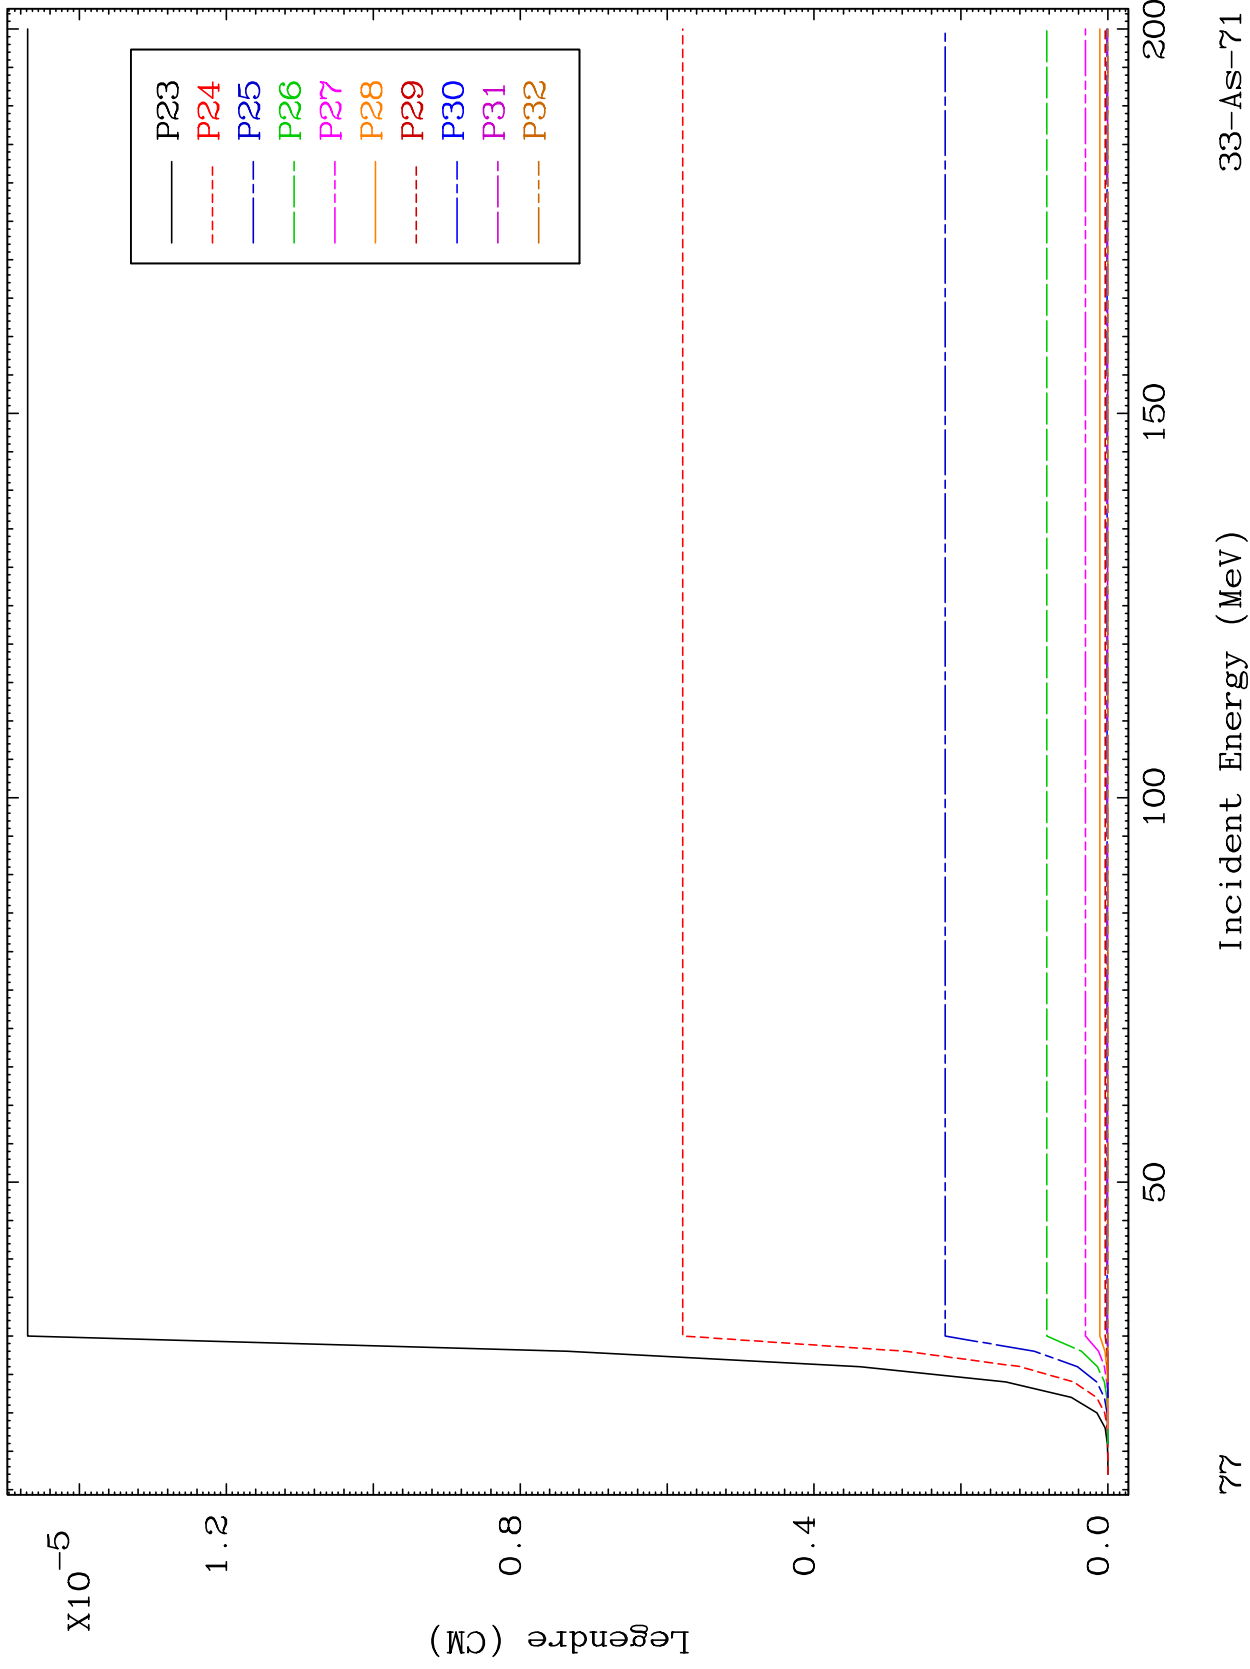 X10⁻⁵
1.2
0.8
0.4
0.0
Legendre (CM)
P23
P24
P25
P26
P27
P28
P29
P30
P31
P32
50
100
150
200
77
Incident Energy (MeV)
33-As-71